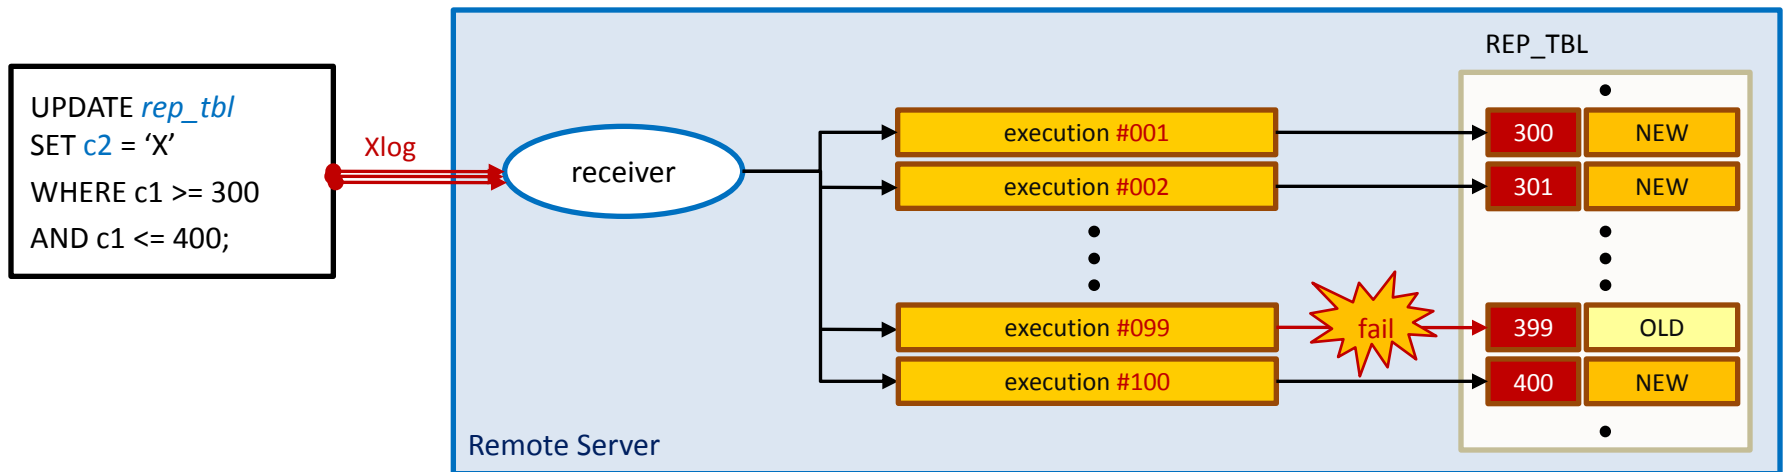 UPDATE rep_tbl
SET c2 = ‘X’
WHERE c1 >= 300
AND c1 <= 400;
Xlog
receiver
execution #001
execution #002
execution #099
execution #100
fail
REP_TBL
300 NEW
301 NEW
399 OLD
400 NEW
Remote Server